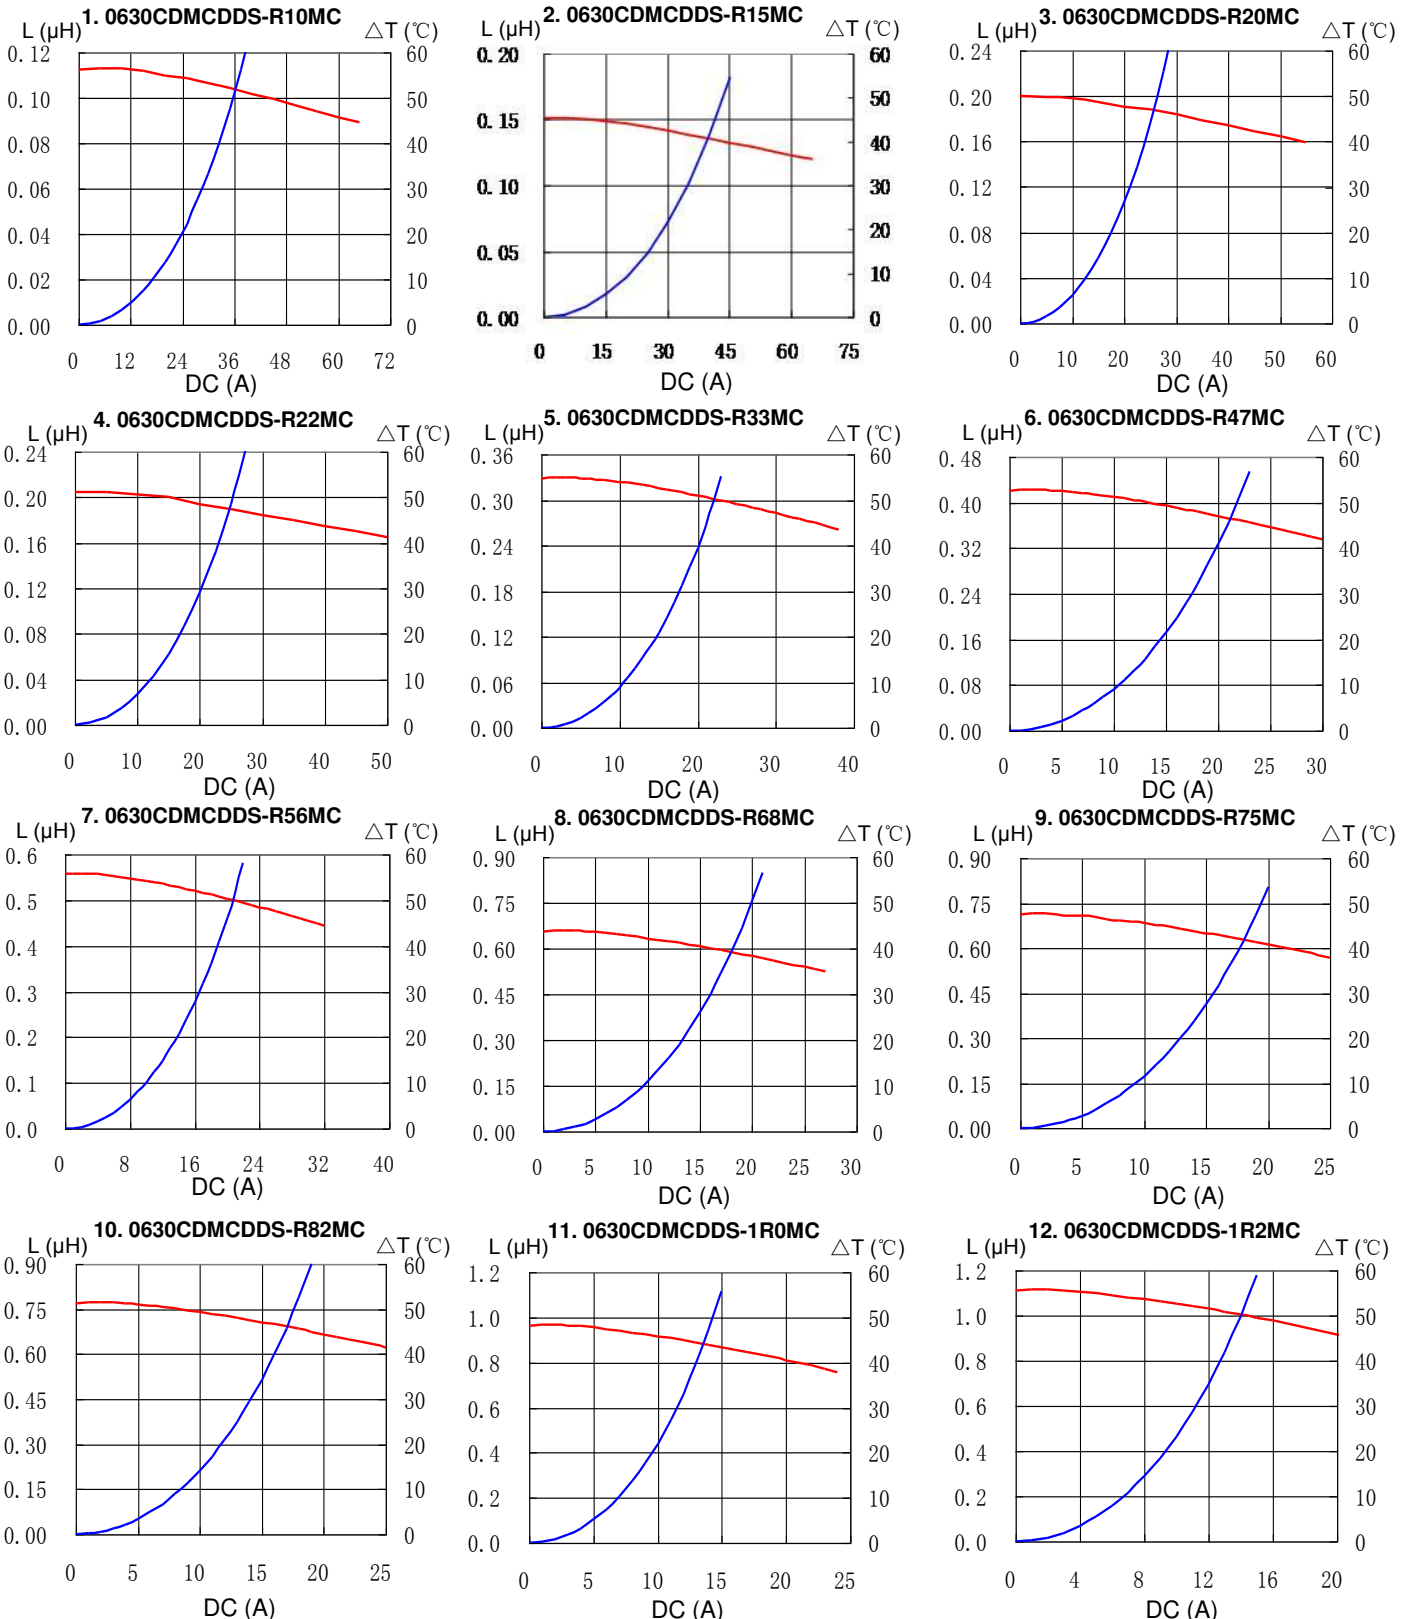 1. 0630CDMCDDS-R10MC
L (µH)
△T (℃)
0.12
0.10
0.08
0.06
0.04
0.02
0.00
60
50
40
30
20
10
0
0 12 24 36 48 60 72
DC (A)
2. 0630CDMCDDS-R15MC
L (µH)
△T (℃)
0.20
0.15
0.10
0.05
0.00
60
50
40
30
20
10
0
0 15 30 45 60 75
DC (A)
3. 0630CDMCDDS-R20MC
L (µH)
△T (℃)
0.24
0.20
0.16
0.12
0.08
0.04
0.00
60
50
40
30
20
10
0
0 10 20 30 40 50 60
DC (A)
4. 0630CDMCDDS-R22MC
L (µH)
△T (℃)
0.24
0.20
0.16
0.12
0.08
0.04
0.00
60
50
40
30
20
10
0
0 10 20 30 40 50
DC (A)
5. 0630CDMCDDS-R33MC
L (µH)
△T (℃)
0.36
0.30
0.24
0.18
0.12
0.06
0.00
60
50
40
30
20
10
0
0 10 20 30 40
DC (A)
6. 0630CDMCDDS-R47MC
L (µH)
△T (℃)
0.48
0.40
0.32
0.24
0.16
0.08
0.00
60
50
40
30
20
10
0
0 5 10 15 20 25 30
DC (A)
7. 0630CDMCDDS-R56MC
L (µH)
△T (℃)
0.6
0.5
0.4
0.3
0.2
0.1
0.0
60
50
40
30
20
10
0
0 8 16 24 32 40
DC (A)
8. 0630CDMCDDS-R68MC
L (µH)
△T (℃)
0.90
0.75
0.60
0.45
0.30
0.15
0.00
60
50
40
30
20
10
0
0 5 10 15 20 25 30
DC (A)
9. 0630CDMCDDS-R75MC
L (µH)
△T (℃)
0.90
0.75
0.60
0.45
0.30
0.15
0.00
60
50
40
30
20
10
0
0 5 10 15 20 25
DC (A)
10. 0630CDMCDDS-R82MC
L (µH)
△T (℃)
0.90
0.75
0.60
0.45
0.30
0.15
0.00
60
50
40
30
20
10
0
0 5 10 15 20 25
DC (A)
11. 0630CDMCDDS-1R0MC
L (µH)
△T (℃)
1.2
1.0
0.8
0.6
0.4
0.2
0.0
60
50
40
30
20
10
0
0 5 10 15 20 25
DC (A)
12. 0630CDMCDDS-1R2MC
L (µH)
△T (℃)
1.2
1.0
0.8
0.6
0.4
0.2
0.0
60
50
40
30
20
10
0
0 4 8 12 16 20
DC (A)